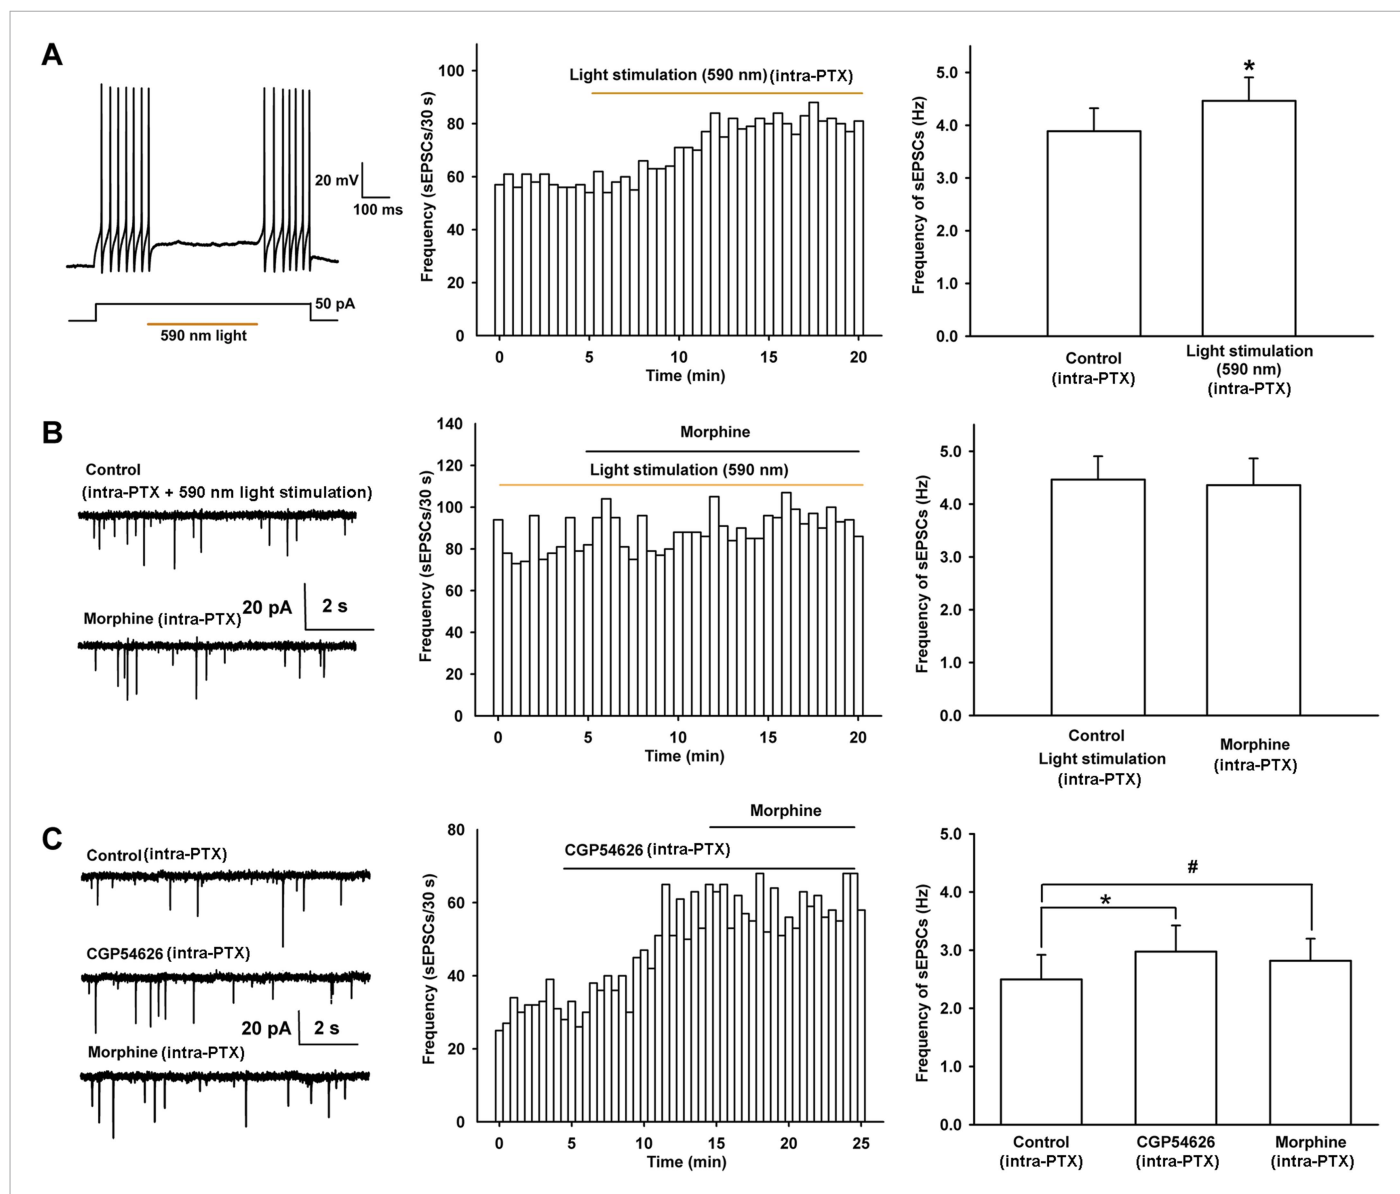 A
20 mV
100 ms
50 pA
590 nm light
Frequency (sEPSCs/30 s)
100
80
60
40
20
0
Light stimulation (590 nm) (intra-PTX)
0 5 10 15 20
Time (min)
Frequency of sEPSCs (Hz)
5.0
4.0
3.0
2.0
1.0
0.0
*
Control
(intra-PTX)
Light stimulation
(590 nm)
(intra-PTX)
B
Control
(intra-PTX + 590 nm light stimulation)
Morphine (intra-PTX)
20 pA
2 s
Frequency (sEPSCs/30 s)
140
120
100
80
60
40
20
0
Morphine
Light stimulation (590 nm)
0 5 10 15 20
Time (min)
Frequency of sEPSCs (Hz)
5.0
4.0
3.0
2.0
1.0
0.0
Control
Light stimulation
(intra-PTX)
Morphine
(intra-PTX)
C
Control (intra-PTX)
CGP54626 (intra-PTX)
20 pA
2 s
Morphine (intra-PTX)
Frequency (sEPSCs/30 s)
80
60
40
20
0
Morphine
CGP54626 (intra-PTX)
0 5 10 15 20 25
Time (min)
Frequency of sEPSCs (Hz)
5.0
4.0
3.0
2.0
1.0
0.0
#
*
Control
(intra-PTX)
CGP54626
(intra-PTX)
Morphine
(intra-PTX)